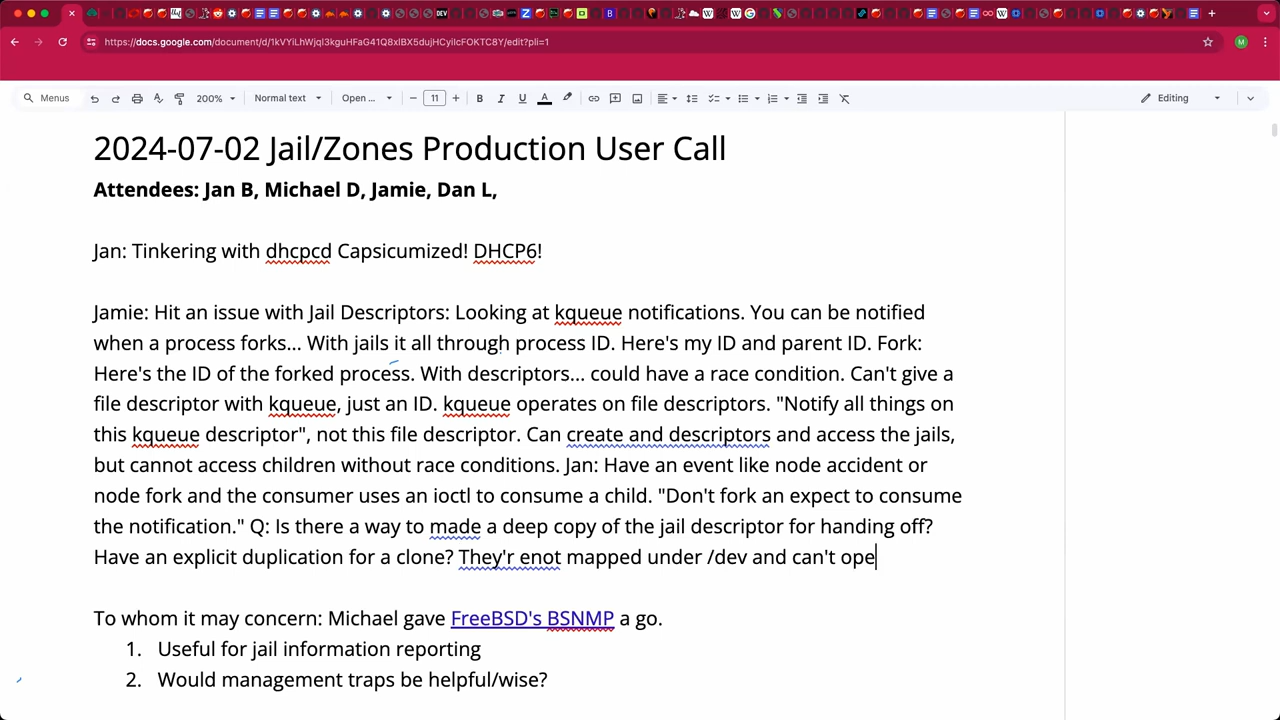 https://docs.google.com/document/d/1kVYiLhWjql3kguHFaG41Q8xlBX5dujHCyiIcFOKTC8Y/edit?pli=1
Menus 200% Normal text Open ... 11 Editing
2024-07-02 Jail/Zones Production User Call
Attendees: Jan B, Michael D, Jamie, Dan L,
Jan: Tinkering with dhcpcd Capsicumized! DHCP6!
Jamie: Hit an issue with Jail Descriptors: Looking at kqueue notifications. You can be notified
when a process forks... With jails it all through process ID. Here's my ID and parent ID. Fork:
Here's the ID of the forked process. With descriptors... could have a race condition. Can't give a
file descriptor with kqueue, just an ID. kqueue operates on file descriptors. "Notify all things on
this kqueue descriptor", not this file descriptor. Can create and descriptors and access the jails,
but cannot access children without race conditions. Jan: Have an event like node accident or
node fork and the consumer uses an ioctl to consume a child. "Don't fork an expect to consume
the notification." Q: Is there a way to made a deep copy of the jail descriptor for handing off?
Have an explicit duplication for a clone? They'r enot mapped under /dev and can't ope
To whom it may concern: Michael gave FreeBSD's BSNMP a go.
1. Useful for jail information reporting
2. Would management traps be helpful/wise?